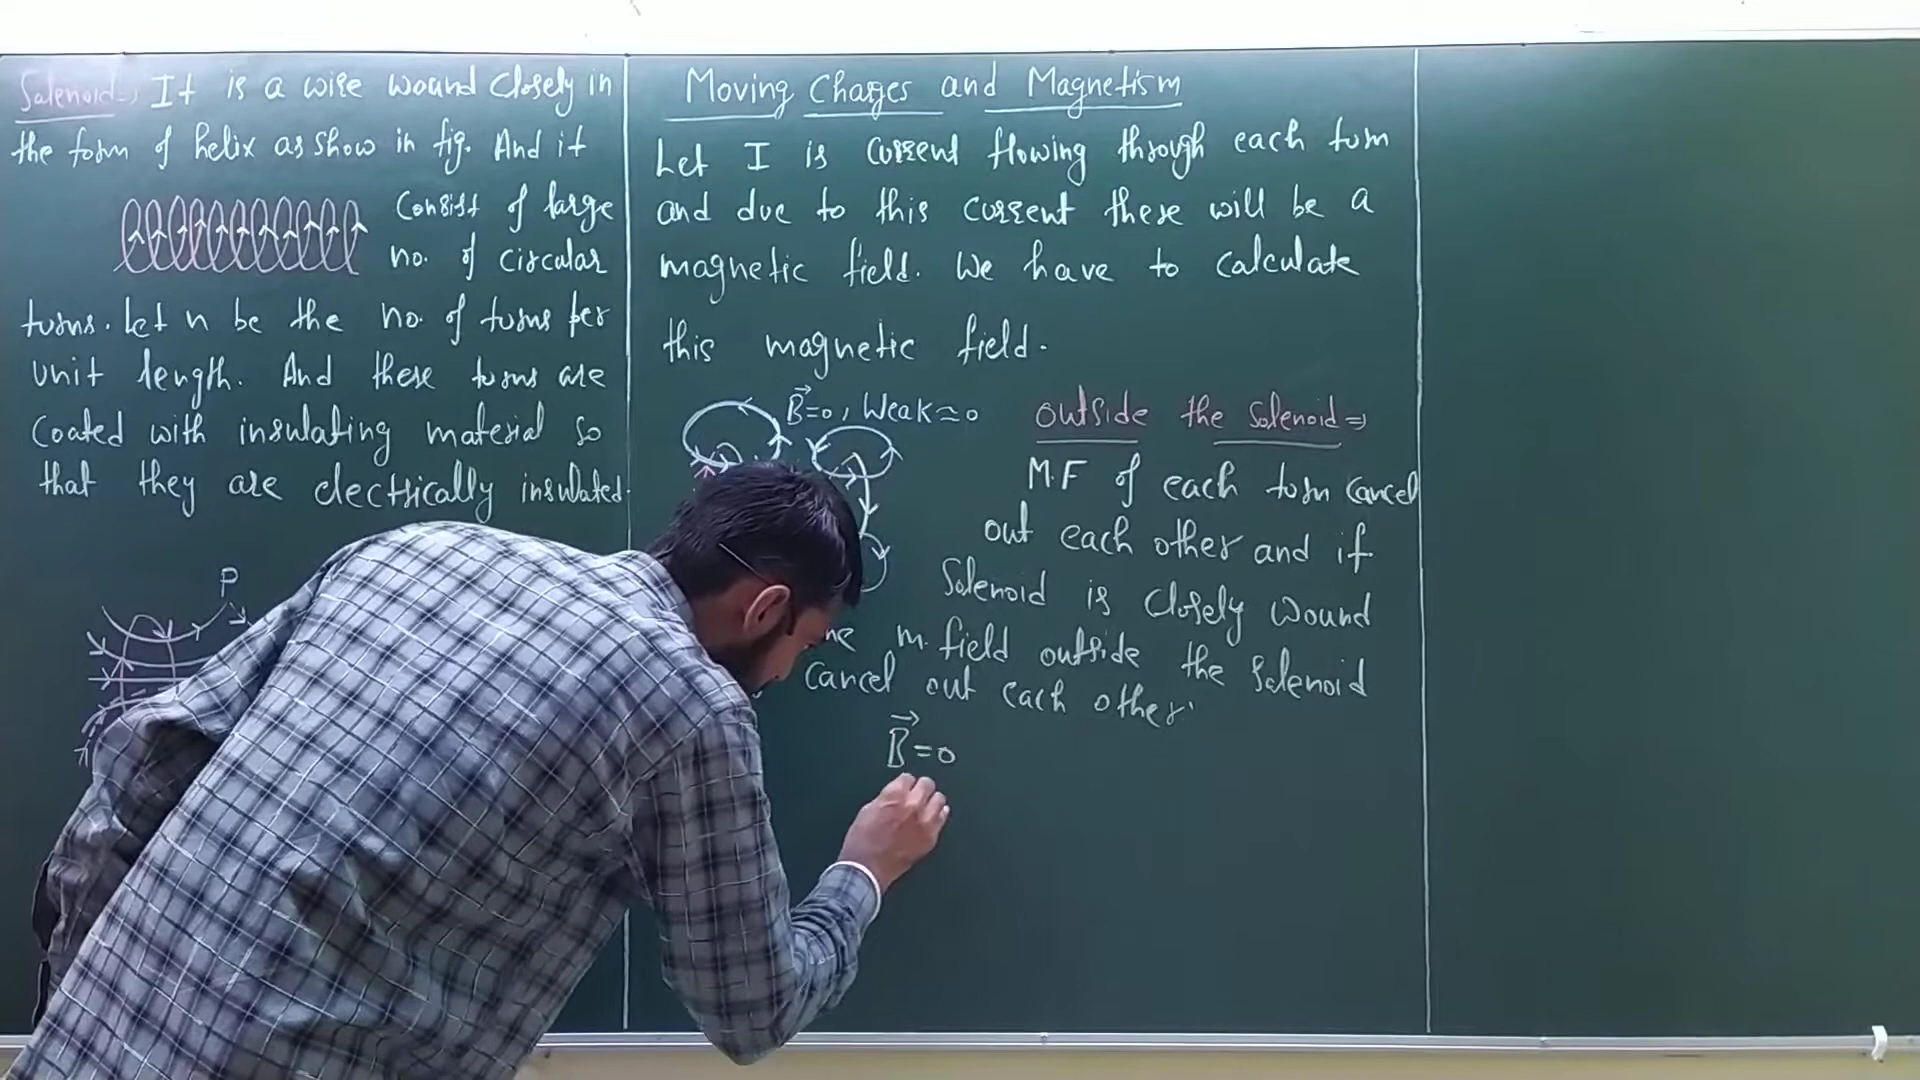 Solenoid⇒ It is a wire wound closely in
the form of helix as show in fig. And it
Consist of large
no. of circular
turns. Let n be the no. of turns per
unit length. And these turns are
Coated with insulating material so
that they are electrically insulated.
P
Moving Charges and Magnetism
Let I is current flowing through each turn
and due to this current there will be a
magnetic field. We have to calculate
this magnetic field.
B⃗=0, Weak≈0
Outside the Solenoid⇒
M.F of each turn cancel
out each other and if
Solenoid is Closely Wound
m. field outside the Solenoid
cancel out each other.
B⃗=0